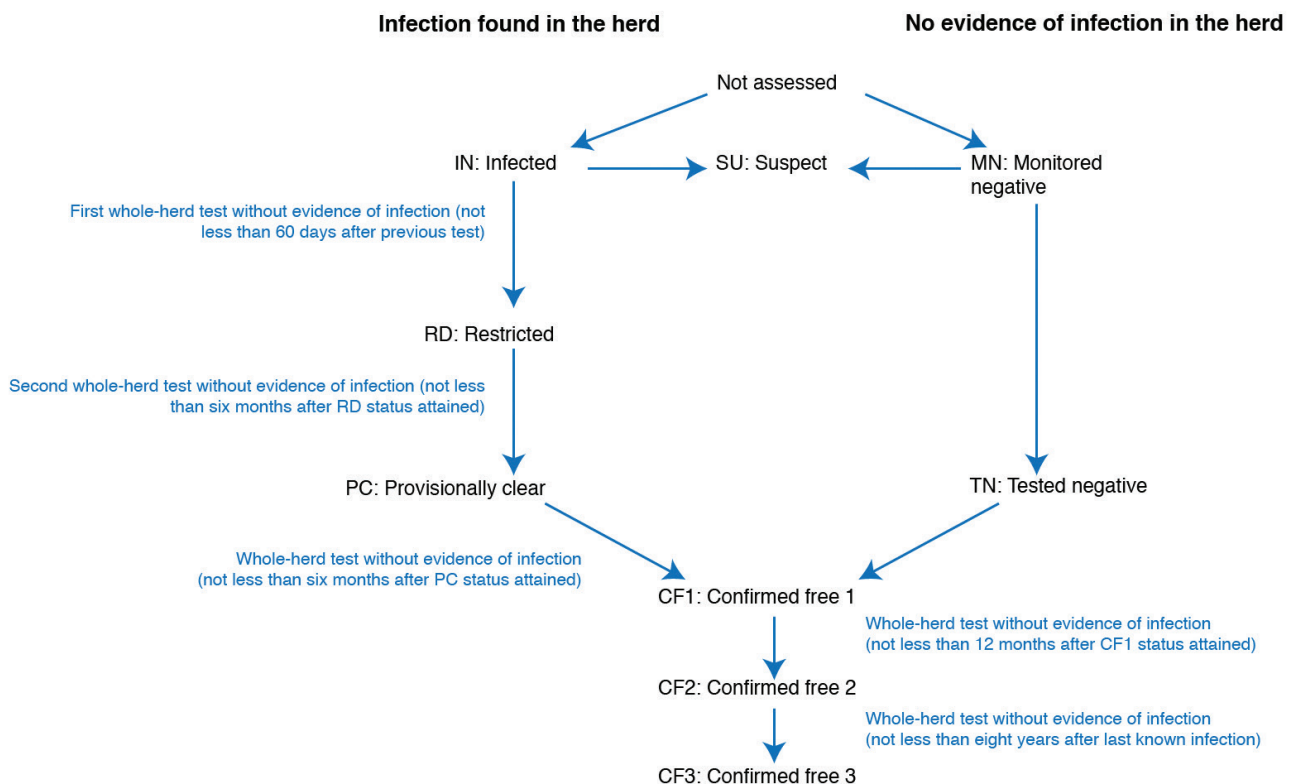 Infection found in the herd
No evidence of infection in the herd
Not assessed
IN: Infected
SU: Suspect
MN: Monitored
negative
First whole-herd test without evidence of infection (not
less than 60 days after previous test)
RD: Restricted
Second whole-herd test without evidence of infection (not less
than six months after RD status attained)
PC: Provisionally clear
TN: Tested negative
Whole-herd test without evidence of infection
(not less than six months after PC status attained)
CF1: Confirmed free 1
Whole-herd test without evidence of infection
(not less than 12 months after CF1 status attained)
CF2: Confirmed free 2
Whole-herd test without evidence of infection
(not less than eight years after last known infection)
CF3: Confirmed free 3